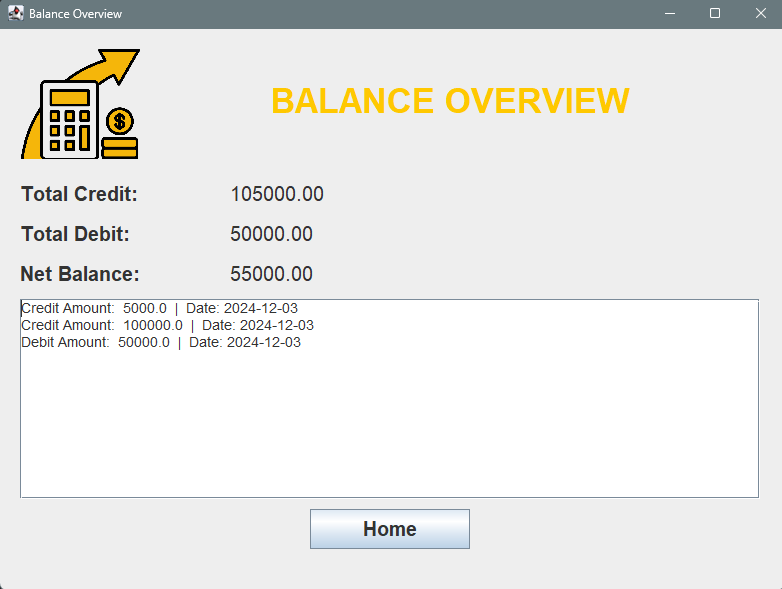 Balance Overview
$
BALANCE OVERVIEW
Total Credit: 105000.00
Total Debit: 50000.00
Net Balance: 55000.00
Credit Amount:  5000.0  |  Date: 2024-12-03
Credit Amount:  100000.0  |  Date: 2024-12-03
Debit Amount:  50000.0  |  Date: 2024-12-03
Home